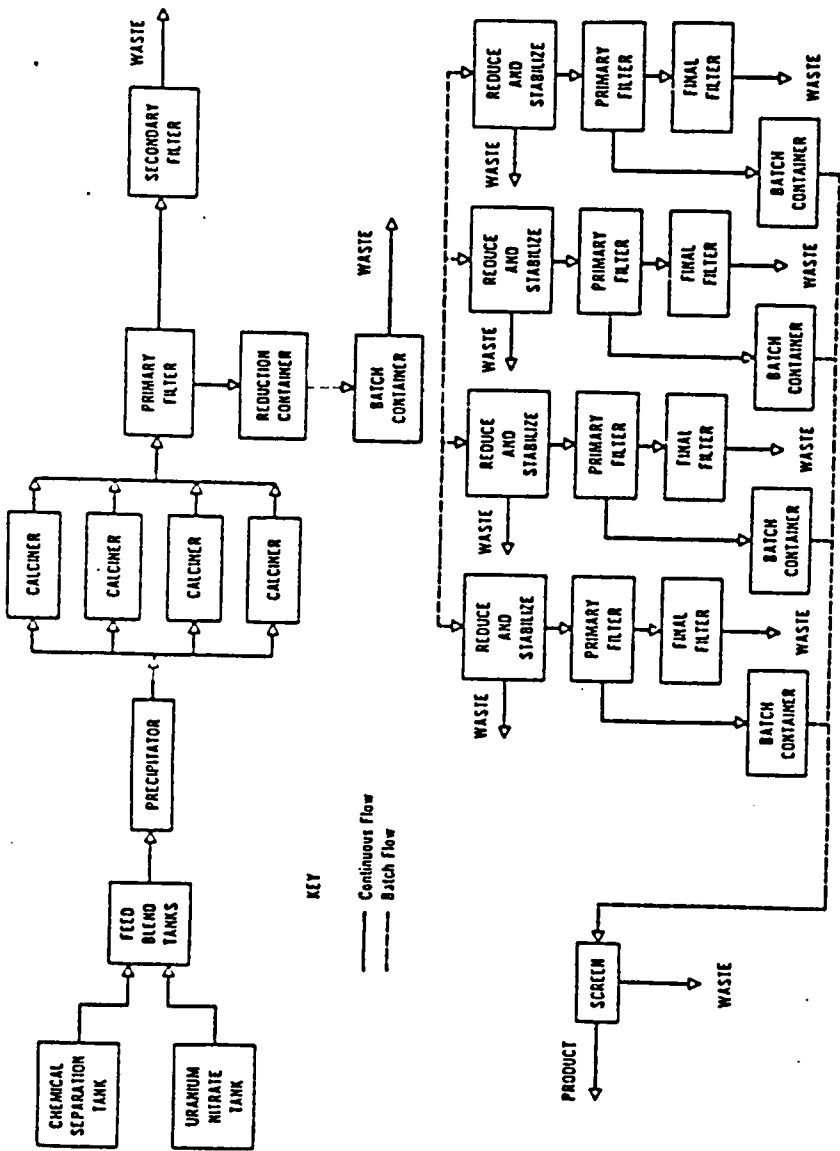 CHEMICAL
SEPARATION
TANK
URANIUM
NITRATE
TANK
FEED
BLEND
TANKS
PRECIPITATOR
CALCINER
CALCINER
CALCINER
CALCINER
PRIMARY
FILTER
SECONDARY
FILTER
WASTE
REDUCTION
CONTAINER
BATCH
CONTAINER
WASTE
KEY
Continuous Flow
Batch Flow
REDUCE
AND
STABILIZE
WASTE
PRIMARY
FILTER
FINAL
FILTER
WASTE
BATCH
CONTAINER
REDUCE
AND
STABILIZE
WASTE
PRIMARY
FILTER
FINAL
FILTER
WASTE
BATCH
CONTAINER
REDUCE
AND
STABILIZE
WASTE
PRIMARY
FILTER
FINAL
FILTER
WASTE
BATCH
CONTAINER
REDUCE
AND
STABILIZE
WASTE
PRIMARY
FILTER
FINAL
FILTER
WASTE
BATCH
CONTAINER
SCREEN
PRODUCT
WASTE